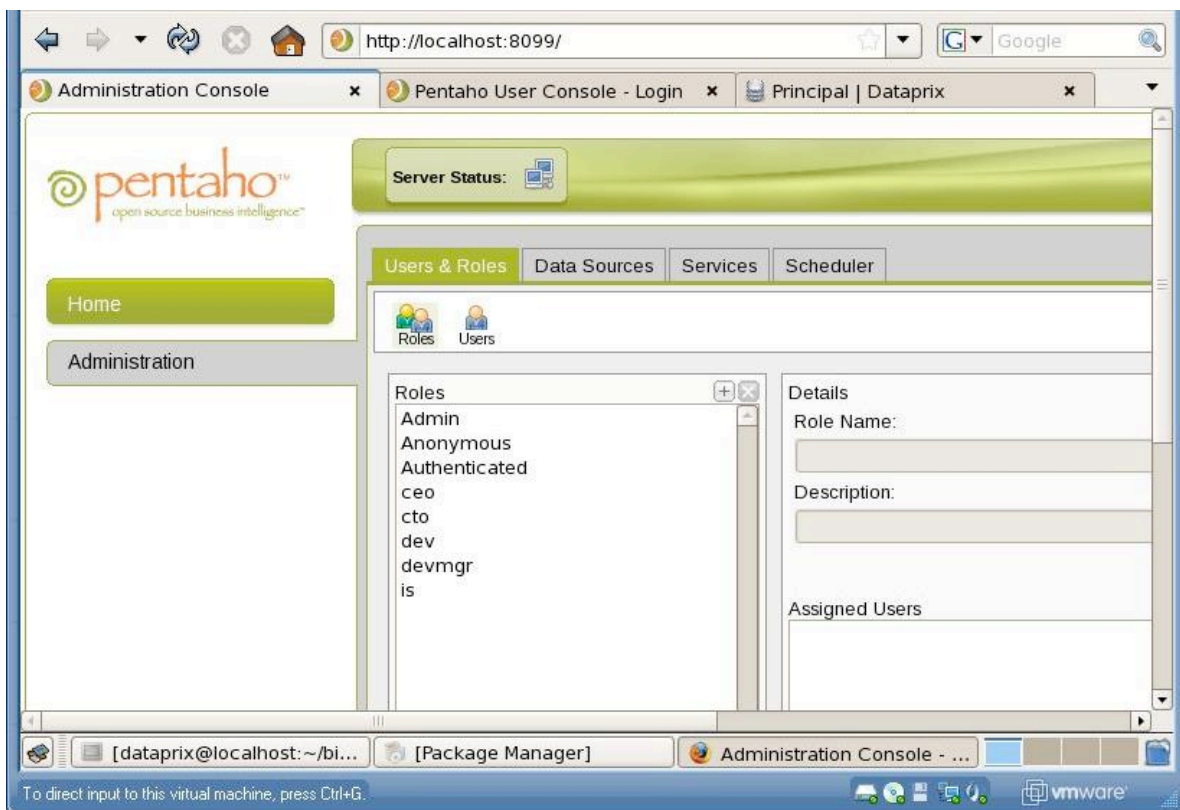 http://localhost:8099/
G
Google
Administration Console
Pentaho User Console - Login
Principal | Dataprix
pentaho™
open source business intelligence™
Server Status:
Users & Roles
Data Sources
Services
Scheduler
Home
Administration
Roles
Users
Roles
Admin
Anonymous
Authenticated
ceo
cto
dev
devmgr
is
Details
Role Name:
Description:
Assigned Users
[dataprix@localhost:~/bi...
[Package Manager]
Administration Console - ...
To direct input to this virtual machine, press Ctrl+G.
vmware